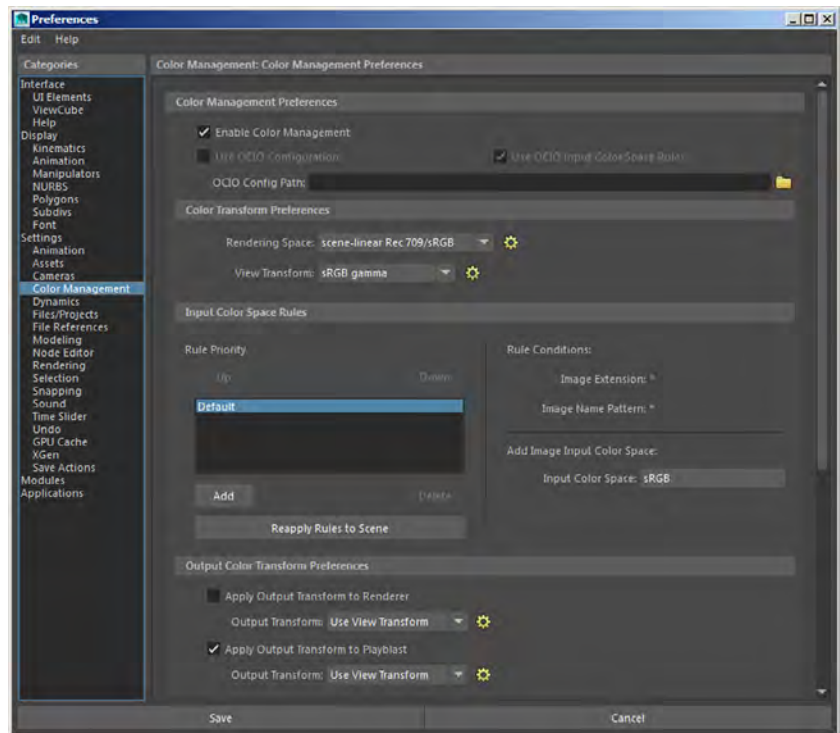 Preferences
Edit Help
Categories
Interface
UI Elements
ViewCube
Help
Display
Kinematics
Animation
Manipulators
NURBS
Polygons
Subdivs
Font
Settings
Animation
Assets
Cameras
Color Management
Dynamics
Files/Projects
File References
Modeling
Node Editor
Rendering
Selection
Snapping
Sound
Time Slider
Undo
GPU Cache
XGen
Save Actions
Modules
Applications
Color Management: Color Management Preferences
Color Management Preferences
Enable Color Management
Use OCIO Configuration
Use OCIO Input Color Space Rules
OCIO Config Path:
Color Transform Preferences
Rendering Space: scene-linear Rec 709/sRGB
View Transform: sRGB gamma
Input Color Space Rules
Rule Priority
Up Down
Default
Add Delete
Reapply Rules to Scene
Rule Conditions:
Image Extension: *
Image Name Pattern: *
Add Image Input Color Space:
Input Color Space: sRGB
Output Color Transform Preferences
Apply Output Transform to Renderer
Output Transform: Use View Transform
Apply Output Transform to Playblast
Output Transform: Use View Transform
Save Cancel